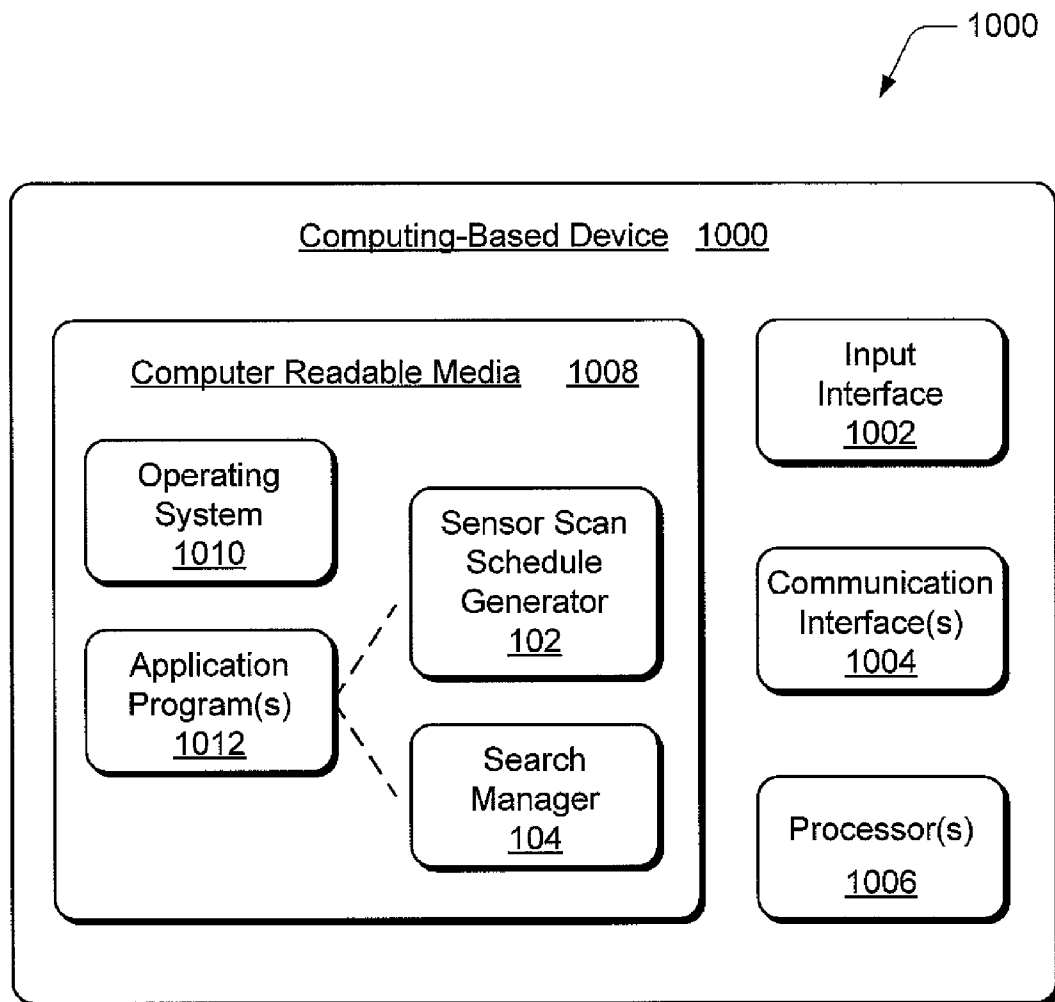 1000
Computing-Based Device 1000
Computer Readable Media 1008
Operating
System
1010
Application
Program(s)
1012
Sensor Scan
Schedule
Generator
102
Search
Manager
104
Input
Interface
1002
Communication
Interface(s)
1004
Processor(s)
1006